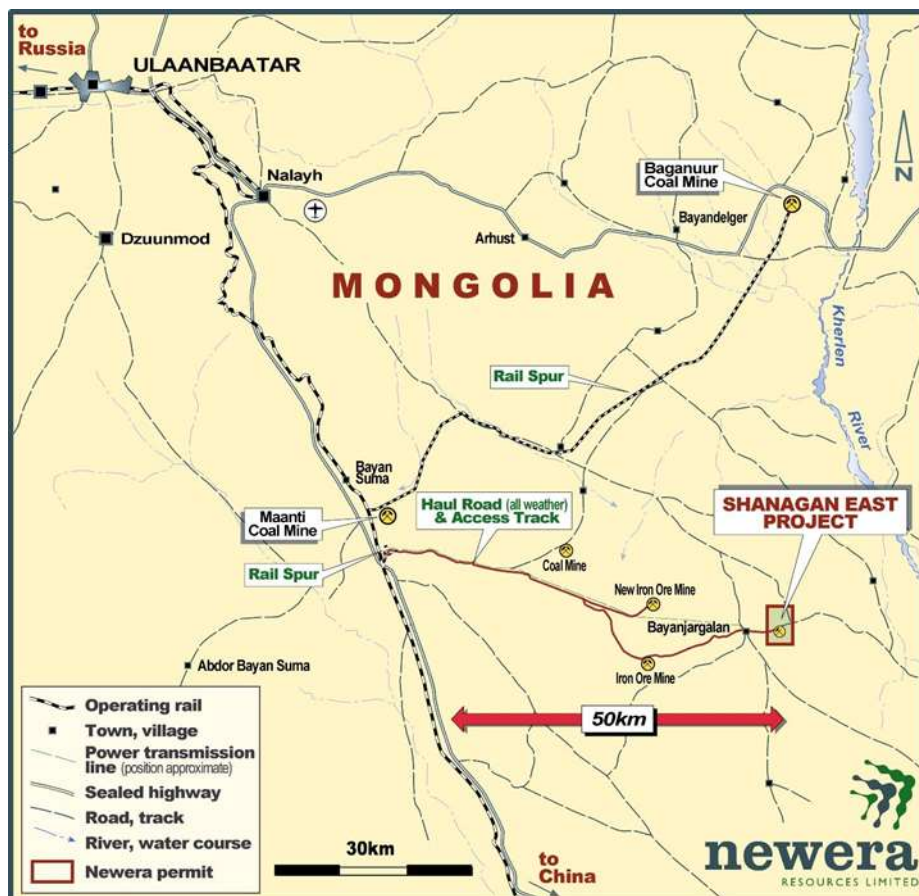 to
Russia
ULAANBAATAR
Nalayh
Baganuur
Coal Mine
N
Dzuunmod
Arhust
Bayandelger
MONGOLIA
Kherlen
River
Rail Spur
Bayan
Suma
Maanti
Coal Mine
Haul Road (all weather)
& Access Track
SHANAGAN EAST
PROJECT
Rail Spur
Coal Mine
New Iron Ore Mine
Bayanjargalan
Iron Ore Mine
Abdor Bayan Suma
50km
Operating rail
Town, village
Power transmission
line (position approximate)
Sealed highway
Road, track
River, water course
Newera permit
30km
to
China
newera
RESOURCES LIMITED